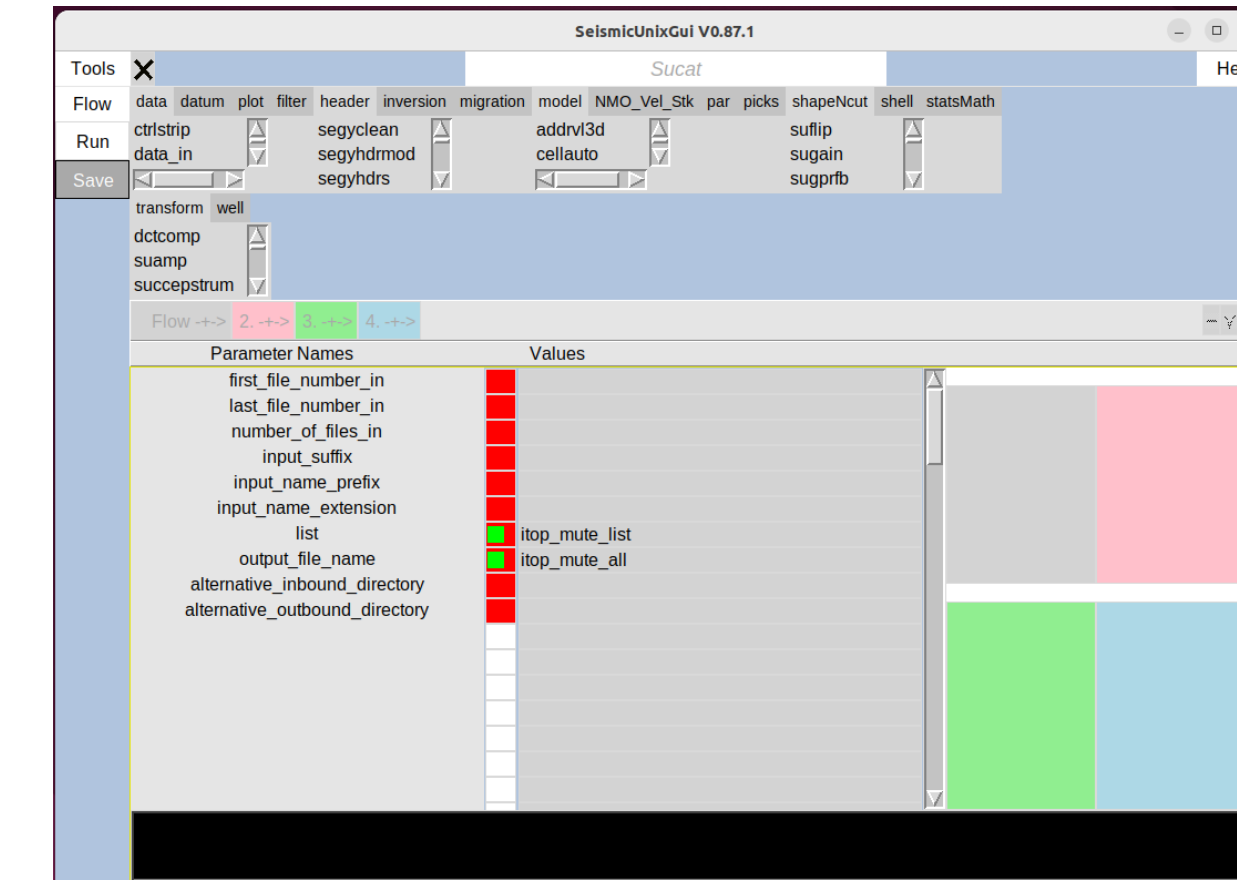 SeismicUnixGui V0.87.1
Tools Sucat
Flow data datum plot filter header inversion migration model NMO_Vel_Stk par picks shapeNcut shell statsMath
Run ctrlstrip segyclean addrvl3d suflip
data_in segyhdrmod cellauto sugain
Save segyhdrs sugprfb
transform well
dctcomp
suamp
succepstrum
Flow -+-> 2. -+-> 3. -+-> 4. -+->
Parameter Names Values
first_file_number_in
last_file_number_in
number_of_files_in
input_suffix
input_name_prefix
input_name_extension
list itop_mute_list
output_file_name itop_mute_all
alternative_inbound_directory
alternative_outbound_directory